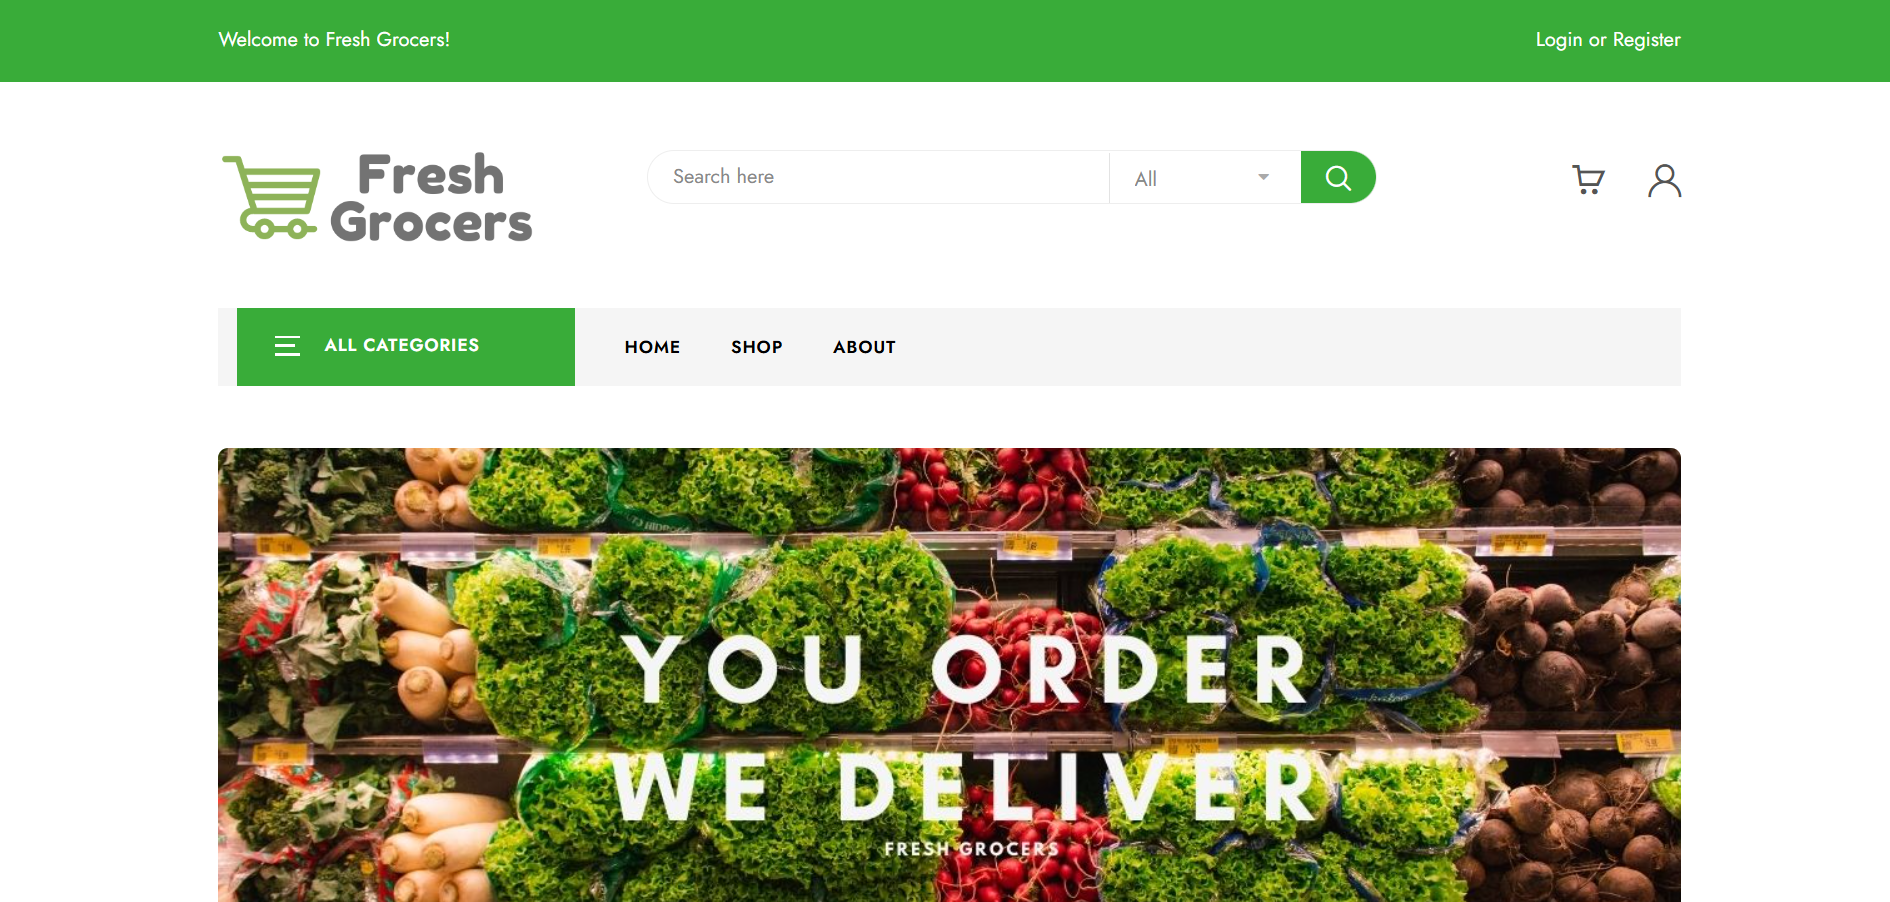 Welcome to Fresh Grocers!
Login or Register
Fresh
Grocers
Search here
All
ALL CATEGORIES
HOME
SHOP
ABOUT
YOU ORDER
WE DELIVER
FRESH GROCERS